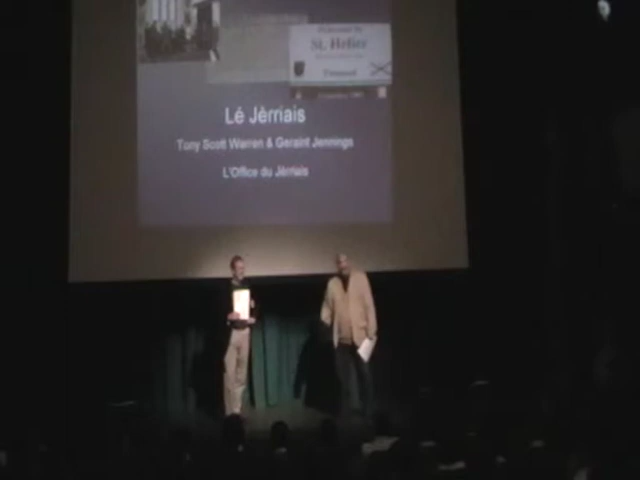 St. Helier
Lé Jèrriais
Tony Scott Warren & Geraint Jennings
L'Office du Jèrriais